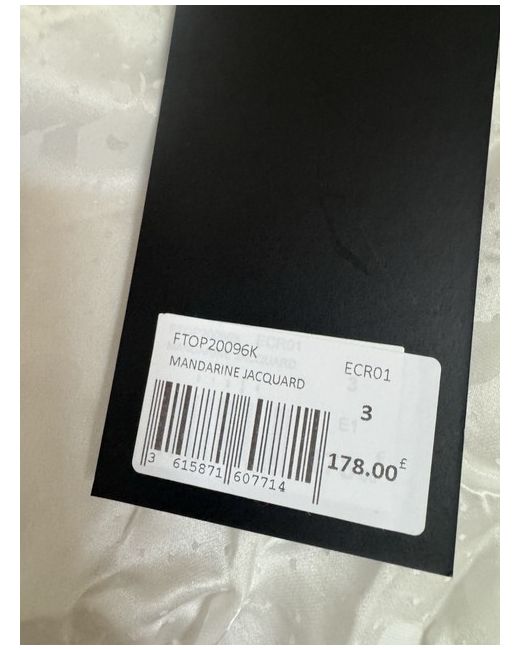 FTOP20096K
MANDARINE JACQUARD
ECR01
3
178.00£
3 615871 607714